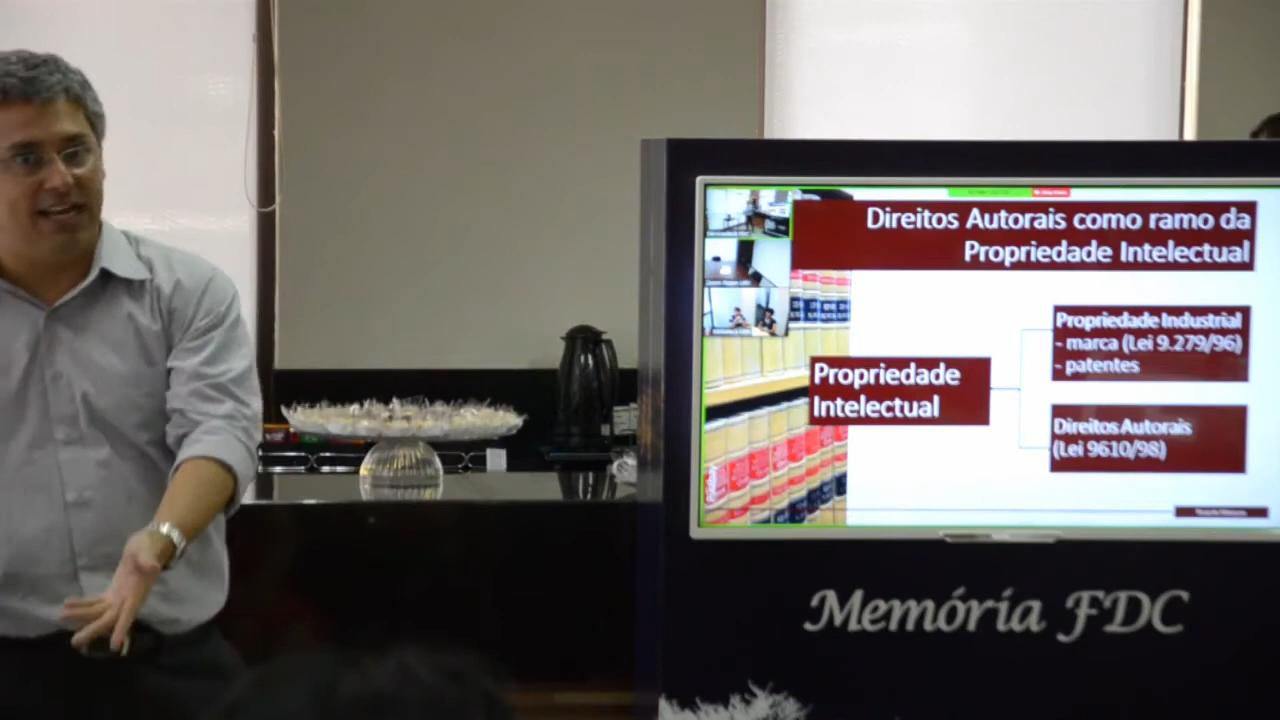 Direitos Autorais como ramo da
Propriedade Intelectual
Propriedade Industrial
- marca (Lei 9.279/96)
- patentes
Propriedade
Intelectual
Direitos Autorais
(Lei 9610/98)
Memória FDC